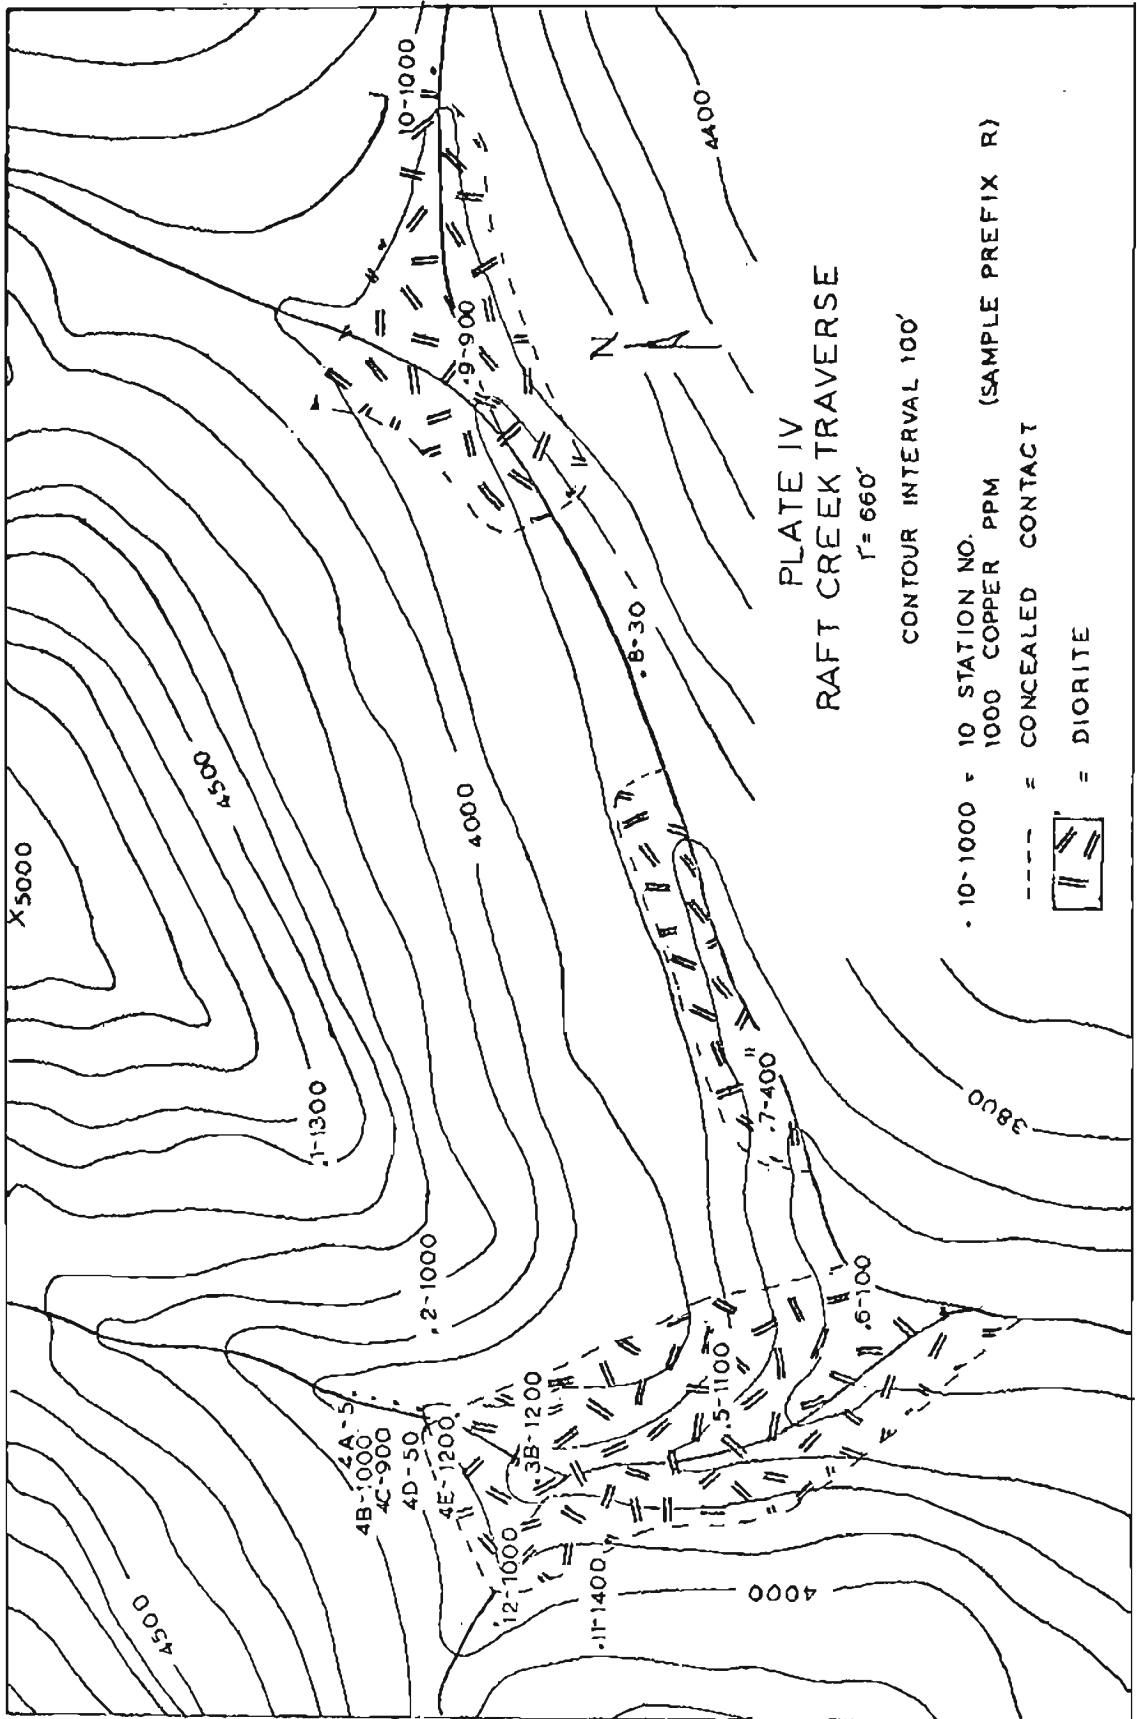 X5000
4500
4000
4500
4000
3800
4400
.1-1300
.2-1000
4A-5
4B-1000
4C-900
4D-50
4E-1200
.3B-1200
.12-1000
.11-1400
.5-1100
.6-100
.7-400
.8-30
.9-900
10-1000
N
PLATE IV
RAFT CREEK TRAVERSE
1"=660'
CONTOUR INTERVAL 100'
.10-1000 = 10 STATION NO.
1000 COPPER PPM (SAMPLE PREFIX R)
---- = CONCEALED CONTACT
= DIORITE